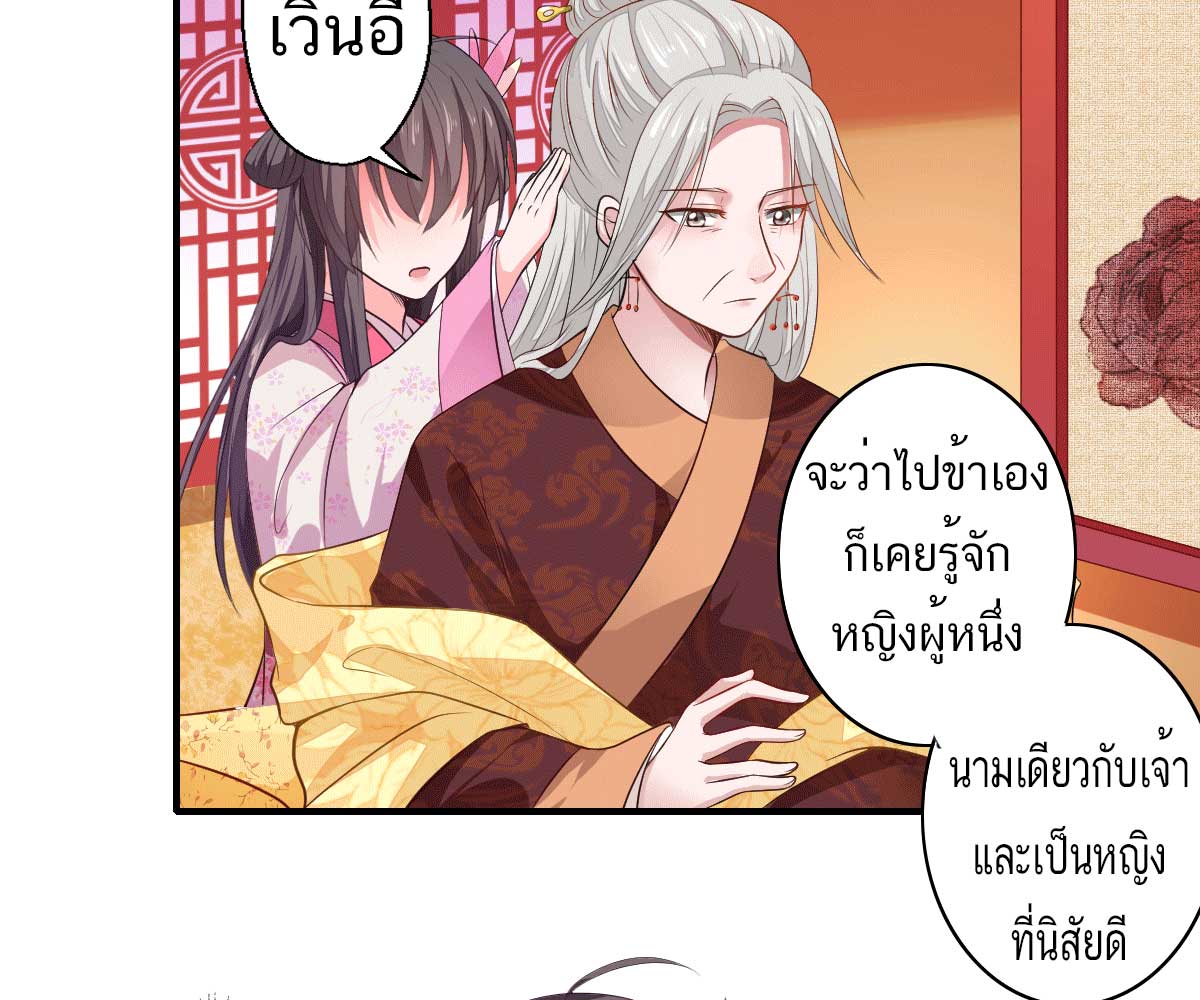 เวินอี
จะว่าไปข้าเอง
ก็เคยรู้จัก
หญิงผู้หนึ่ง
นามเดียวกับเจ้า
และเป็นหญิง
ที่นิสัยดี